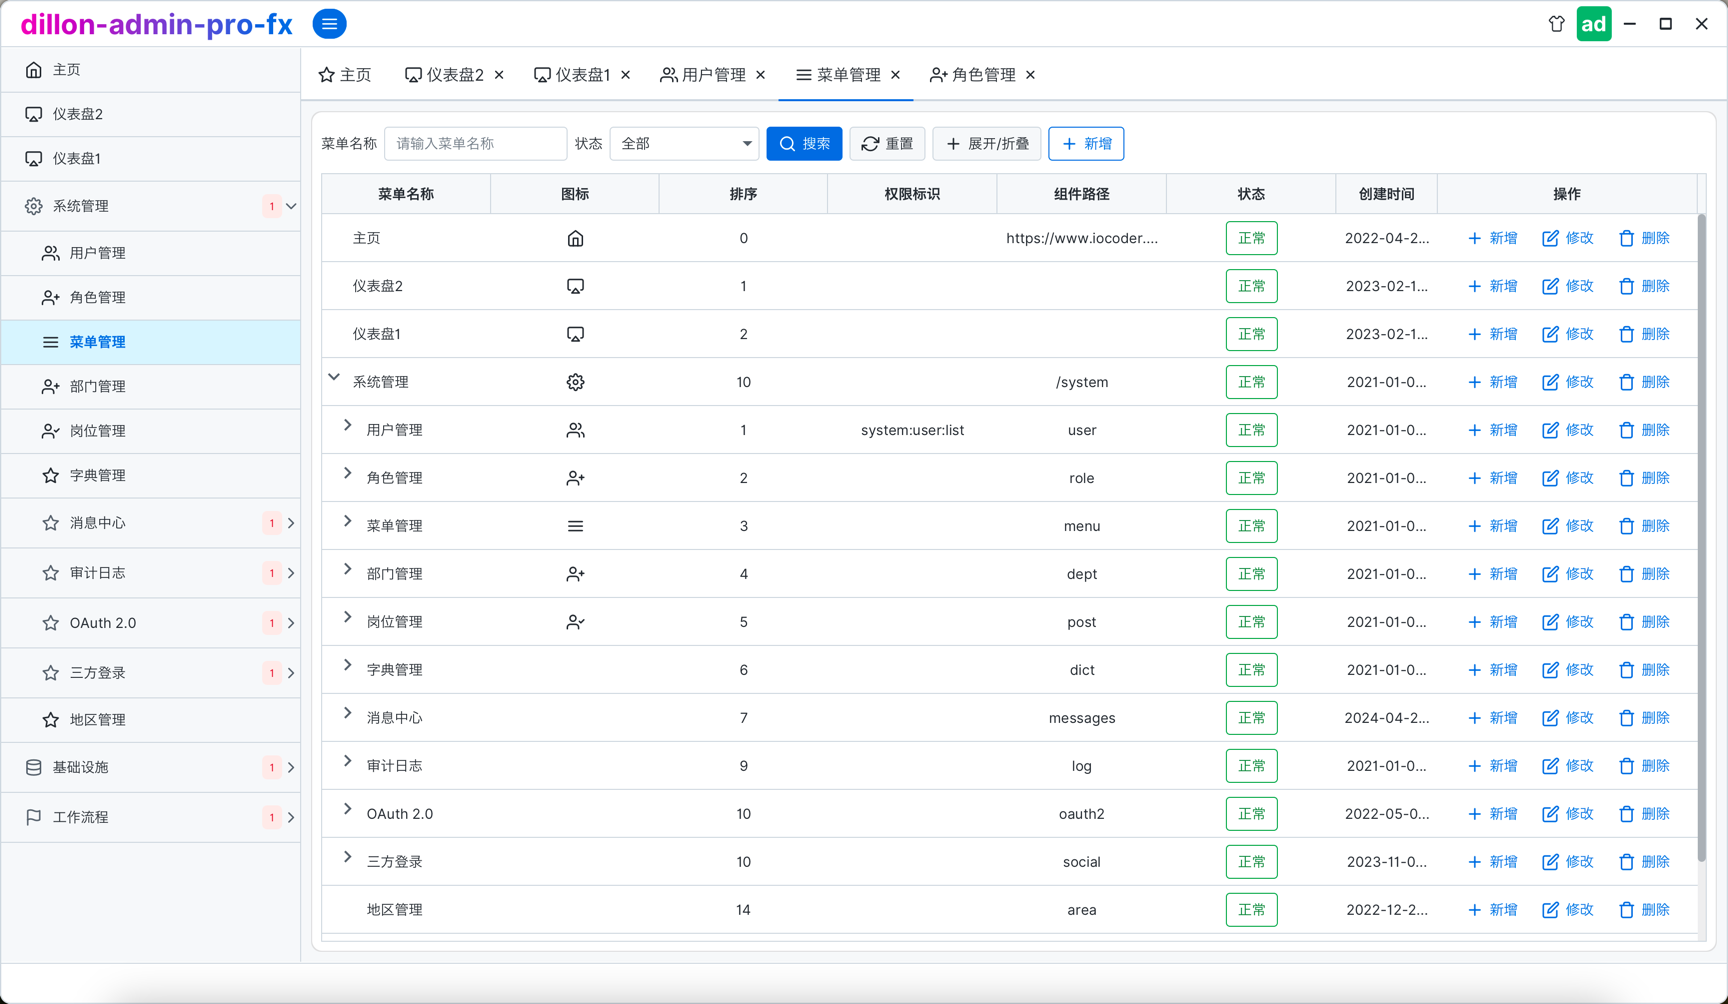 dillon-admin-pro-fx
ad
主页
仪表盘2
仪表盘1
系统管理 1
用户管理
角色管理
菜单管理
部门管理
岗位管理
字典管理
消息中心 1
审计日志 1
OAuth 2.0 1
三方登录 1
地区管理
基础设施 1
工作流程 1
主页 仪表盘2 仪表盘1 用户管理 菜单管理 角色管理
菜单名称 请输入菜单名称 状态 全部 搜索 重置 展开/折叠 新增
菜单名称 图标 排序 权限标识 组件路径 状态 创建时间 操作
主页 0 https://www.iocoder.... 正常 2022-04-2... 新增 修改 删除
仪表盘2 1 正常 2023-02-1... 新增 修改 删除
仪表盘1 2 正常 2023-02-1... 新增 修改 删除
系统管理 10 /system 正常 2021-01-0... 新增 修改 删除
用户管理 1 system:user:list user 正常 2021-01-0... 新增 修改 删除
角色管理 2 role 正常 2021-01-0... 新增 修改 删除
菜单管理 3 menu 正常 2021-01-0... 新增 修改 删除
部门管理 4 dept 正常 2021-01-0... 新增 修改 删除
岗位管理 5 post 正常 2021-01-0... 新增 修改 删除
字典管理 6 dict 正常 2021-01-0... 新增 修改 删除
消息中心 7 messages 正常 2024-04-2... 新增 修改 删除
审计日志 9 log 正常 2021-01-0... 新增 修改 删除
OAuth 2.0 10 oauth2 正常 2022-05-0... 新增 修改 删除
三方登录 10 social 正常 2023-11-0... 新增 修改 删除
地区管理 14 area 正常 2022-12-2... 新增 修改 删除